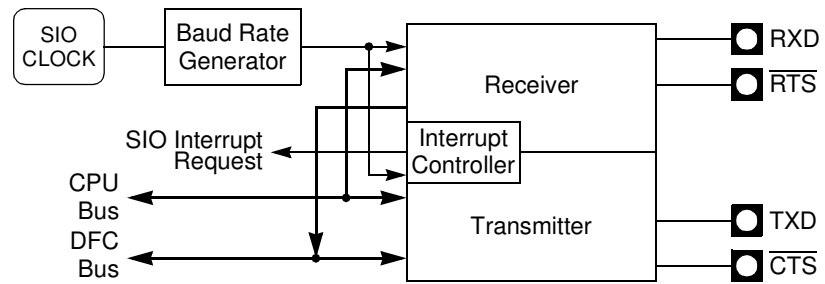 SIO
CLOCK
Baud Rate
Generator
Receiver
RXD
RTS
SIO Interrupt
Request
Interrupt
Controller
CPU
Bus
DFC
Bus
Transmitter
TXD
CTS